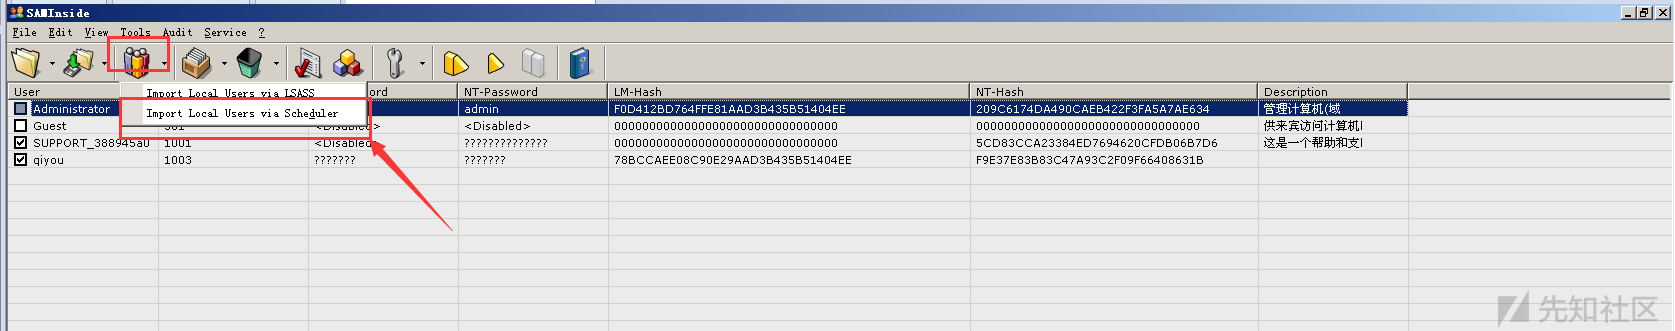 SAMInside
File Edit View Tools Audit Service ?
User ord NT-Password LM-Hash NT-Hash Description
Import Local Users via LSASS
Import Local Users via Scheduler
Administrator admin F0D412BD764FFE81AAD3B435B51404EE 209C6174DA490CAEB422F3FA5A7AE634 管理计算机(域
Guest 501 <Disabled> <Disabled> 00000000000000000000000000000000 00000000000000000000000000000000 供来宾访问计算机
SUPPORT_388945a0 1001 <Disabled> ?????????????? 00000000000000000000000000000000 5CD83CCA23384ED7694620CFDB06B7D6 这是一个帮助和支
qiyou 1003 ??????? ??????? 78BCCAEE08C90E29AAD3B435B51404EE F9E37E83B83C47A93C2F09F66408631B
先知社区